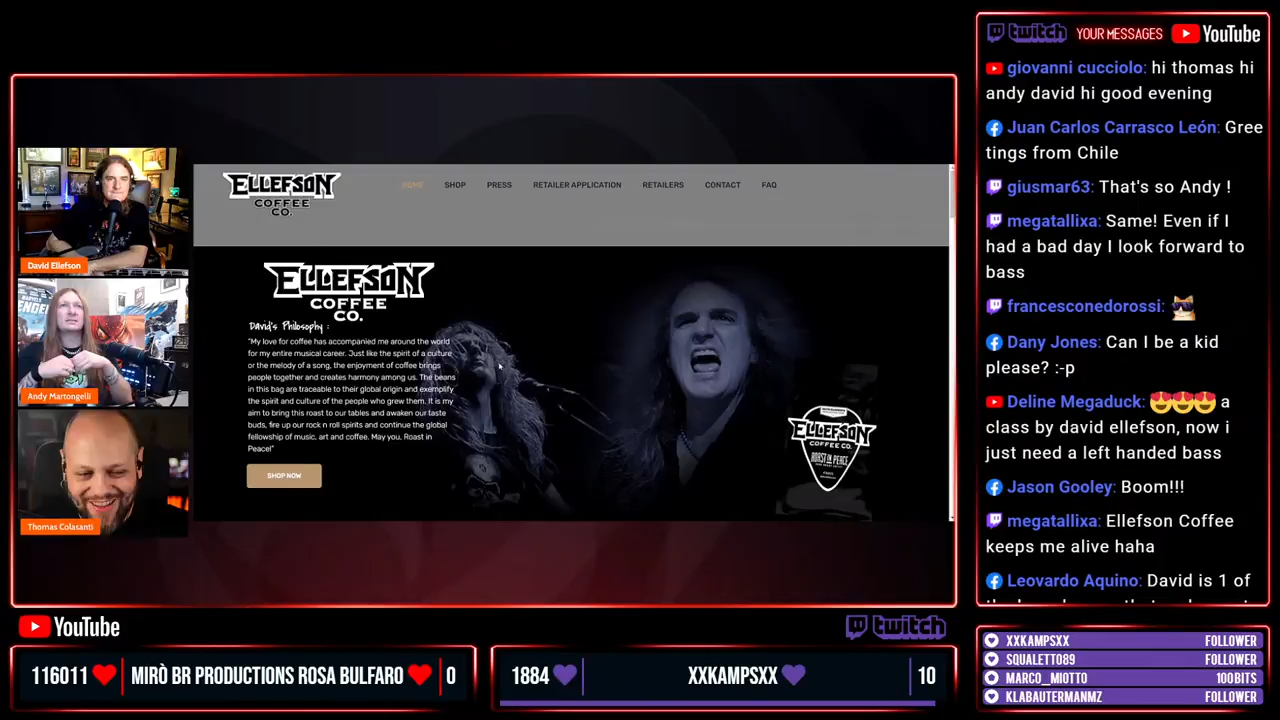 David Ellefson
Andy Martongelli
Thomas Colasanti
ELLEFSON
COFFEE
CO.
HOME SHOP PRESS RETAILER APPLICATION RETAILERS CONTACT FAQ
ELLEFSON
COFFEE
CO.
David's Philosophy :
"My love for coffee has accompanied me around the world
for my entire musical career. Just like the spirit of a culture
or the melody of a song, the enjoyment of coffee brings
people together and creates harmony among us. The beans
in this bag are traceable to their global origin and exemplify
the spirit and culture of the people who grew them. It is my
aim to bring this roast to our tables and awaken our taste
buds, fire up our rock n roll spirits and continue the global
fellowship of music, art and coffee. May you, Roast in
Peace!"
SHOP NOW
ELLEFSON
COFFEE CO.
ROAST IN
PEACE
YouTube
twitch
116011 MIRÒ BR PRODUCTIONS ROSA BULFARO 0
1884 XXKAMPSXX 10
twitch YOUR MESSAGES YouTube
giovanni cucciolo: hi thomas hi
andy david hi good evening
Juan Carlos Carrasco León: Gree
tings from Chile
giusmar63: That's so Andy !
megatallixa: Same! Even if I
had a bad day I look forward to
bass
francesconedorossi:
Dany Jones: Can I be a kid
please? :-p
Deline Megaduck: 😍😍😍 a
class by david ellefson, now i
just need a left handed bass
Jason Gooley: Boom!!!
megatallixa: Ellefson Coffee
keeps me alive haha
Leovardo Aquino: David is 1 of
XXKAMPSXX FOLLOWER
SQUALETTO89 FOLLOWER
MARCO_MIOTTO 100BITS
KLABAUTERMANMZ FOLLOWER